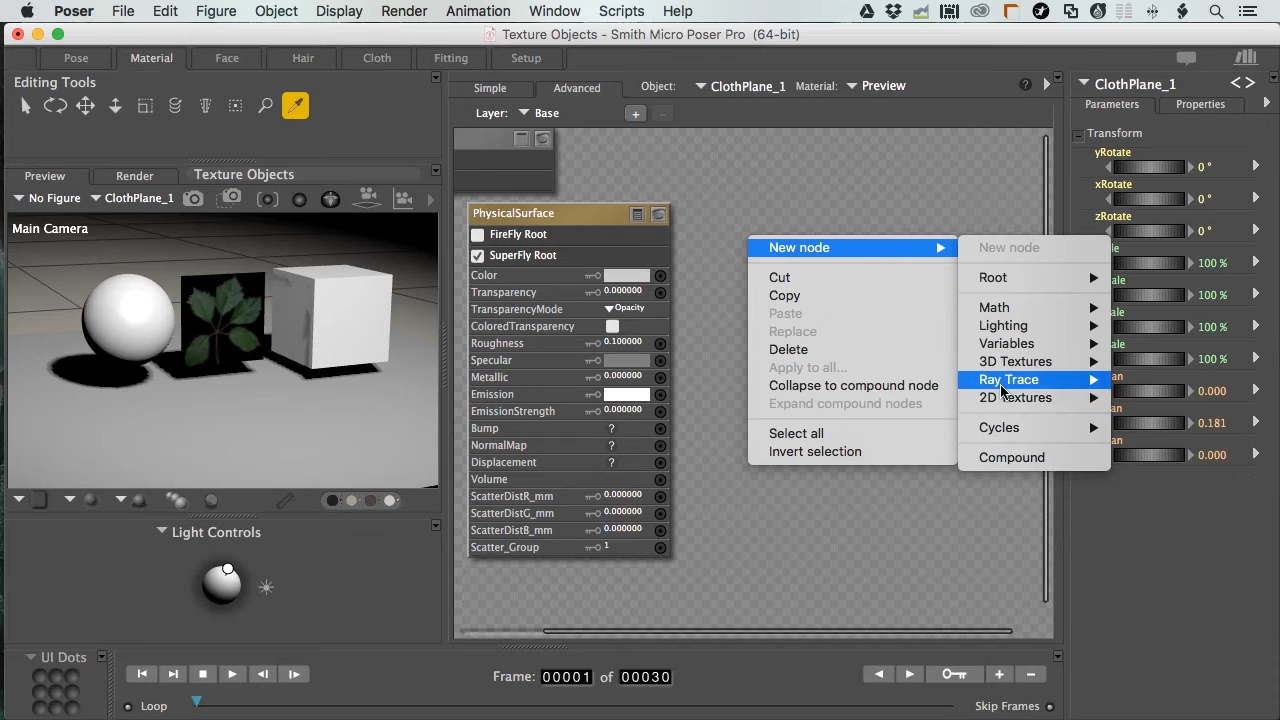 Poser File Edit Figure Object Display Render Animation Window Scripts Help
Texture Objects - Smith Micro Poser Pro (64-bit)
Pose Material Face Hair Cloth Fitting Setup
Editing Tools
Simple Advanced Object: ClothPlane_1 Material: Preview ?
Layer: Base + -
ClothPlane_1
Parameters Properties
Transform
yRotate
0 °
xRotate
0 °
zRotate
0 °
ale
100 %
ale
100 %
ale
100 %
an
0.000
an
0.181
an
0.000
Preview Render Texture Objects
No Figure ClothPlane_1
Main Camera
PhysicalSurface
FireFly Root
SuperFly Root
Color
Transparency 0.000000
TransparencyMode Opacity
ColoredTransparency
Roughness 0.100000
Specular
Metallic 0.000000
Emission
EmissionStrength 0.000000
Bump ?
NormalMap ?
Displacement ?
Volume
ScatterDistR_mm 0.000000
ScatterDistG_mm 0.000000
ScatterDistB_mm 0.000000
Scatter_Group 1
New node
Cut
Copy
Paste
Replace
Delete
Apply to all...
Collapse to compound node
Expand compound nodes
Select all
Invert selection
New node
Root
Math
Lighting
Variables
3D Textures
Ray Trace
2D Textures
Cycles
Compound
Light Controls
UI Dots
Frame: 00001 of 00030
Loop
Skip Frames